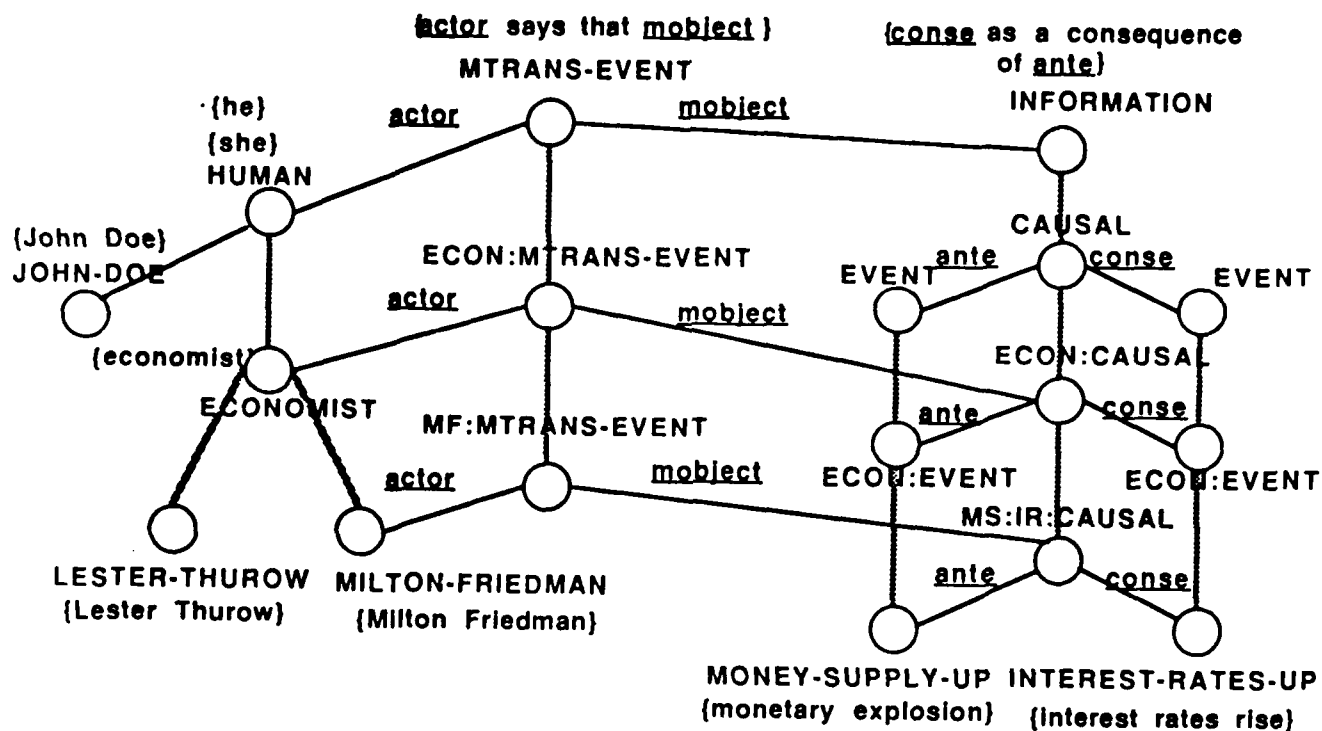 {actor says that mobject }
MTRANS-EVENT
{conse as a consequence
of ante}
INFORMATION
{he}
{she}
HUMAN
actor
mobject
{John Doe}
JOHN-DOE
CAUSAL
ECON:MTRANS-EVENT
EVENT
ante
conse
EVENT
actor
mobject
{economist}
ECONOMIST
ECON:CAUSAL
MF:MTRANS-EVENT
ante
conse
actor
mobject
ECON:EVENT
ECON:EVENT
MS:IR:CAUSAL
LESTER-THUROW
{Lester Thurow}
MILTON-FRIEDMAN
{Milton Friedman}
ante
conse
MONEY-SUPPLY-UP
{monetary explosion}
INTEREST-RATES-UP
{interest rates rise}